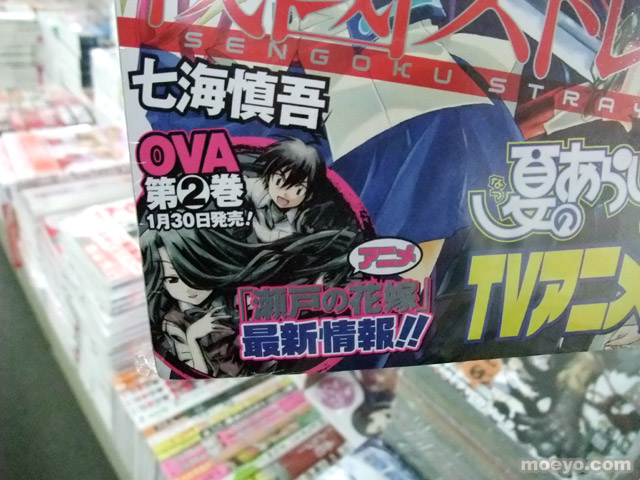 SENGOKU STRA
七海慎吾
OVA
第②巻
1月30日発売!
アニメ
「瀬戸の花嫁」
最新情報!!
なつ
夏のあらし
TVアニメ
moeyo.com